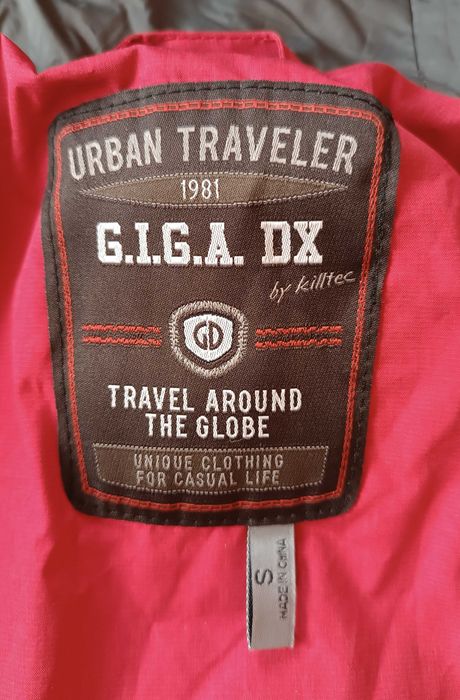 URBAN TRAVELER
1981
G.I.G.A. DX
by killtec
GD
TRAVEL AROUND
THE GLOBE
UNIQUE CLOTHING
FOR CASUAL LIFE
S
MADE IN CHINA